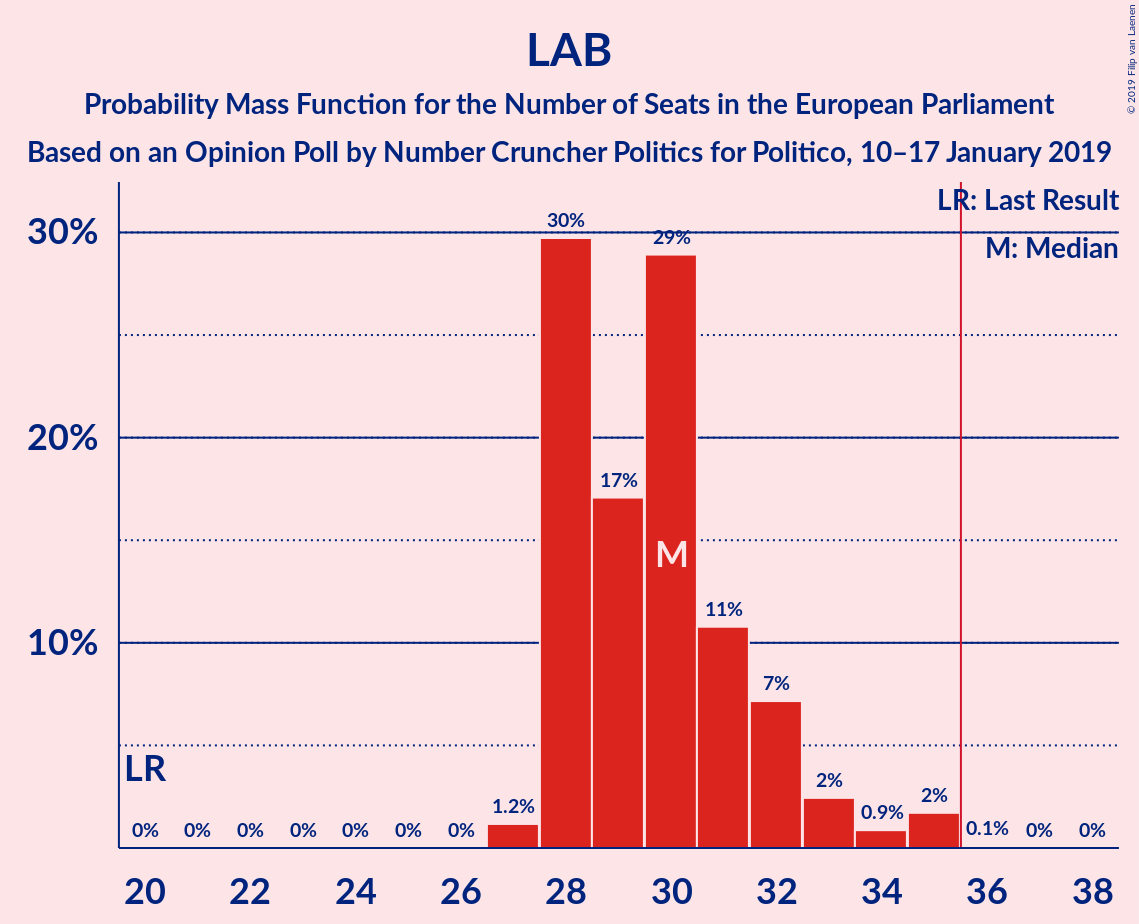 LAB
Probability Mass Function for the Number of Seats in the European Parliament
Based on an Opinion Poll by Number Cruncher Politics for Politico, 10–17 January 2019
© 2019 Filip van Laenen
LR: Last Result
M: Median
30%
20%
10%
LR
0%
0%
0%
0%
0%
0%
0%
1.2%
30%
17%
29%
M
11%
7%
2%
0.9%
2%
0.1%
0%
0%
20 22 24 26 28 30 32 34 36 38